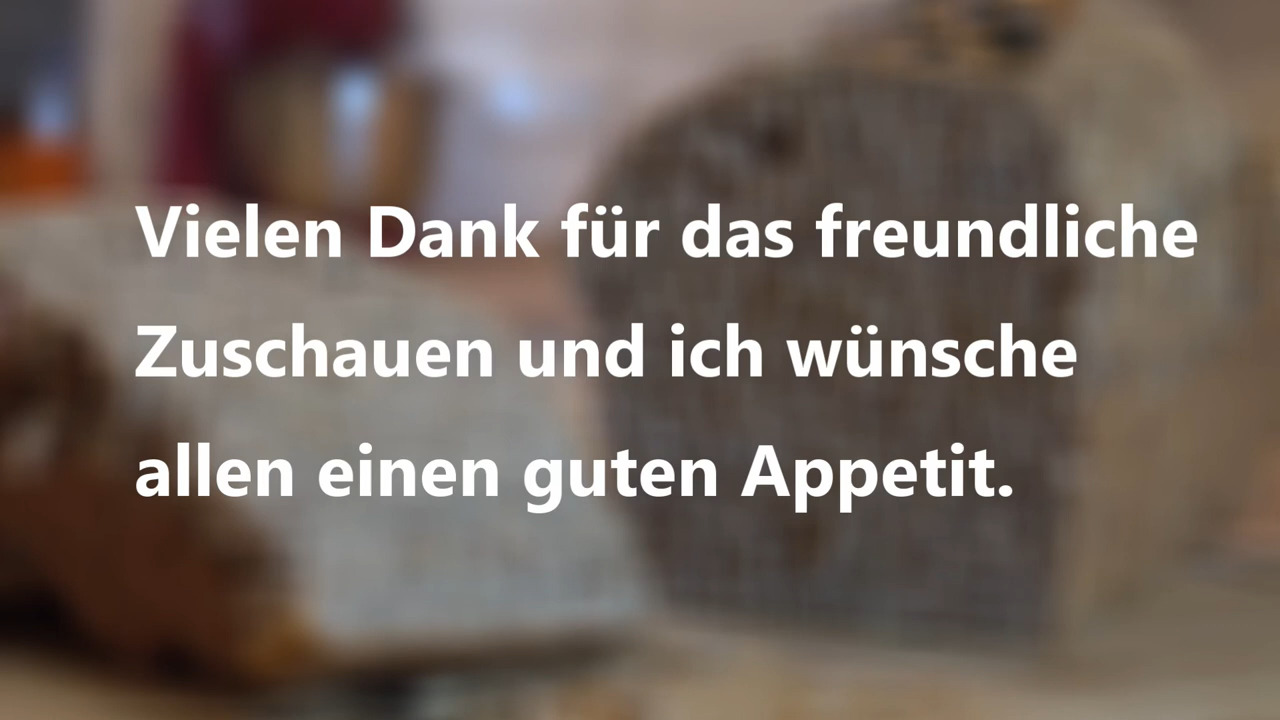 Vielen Dank für das freundliche
Zuschauen und ich wünsche
allen einen guten Appetit.